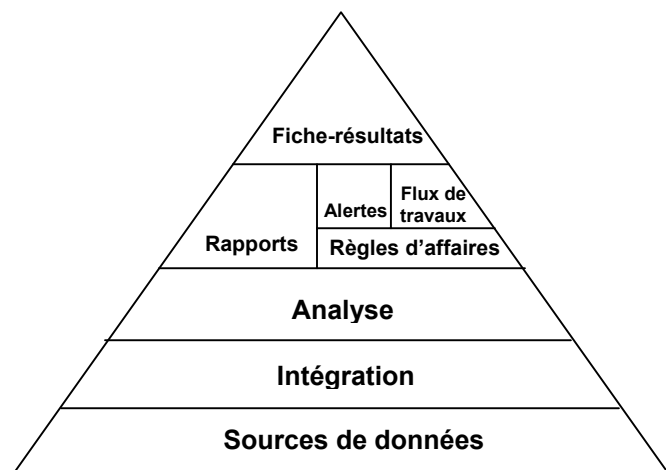 Fiche-résultats
Rapports
Alertes
Flux de
travaux
Règles d'affaires
Analyse
Intégration
Sources de données